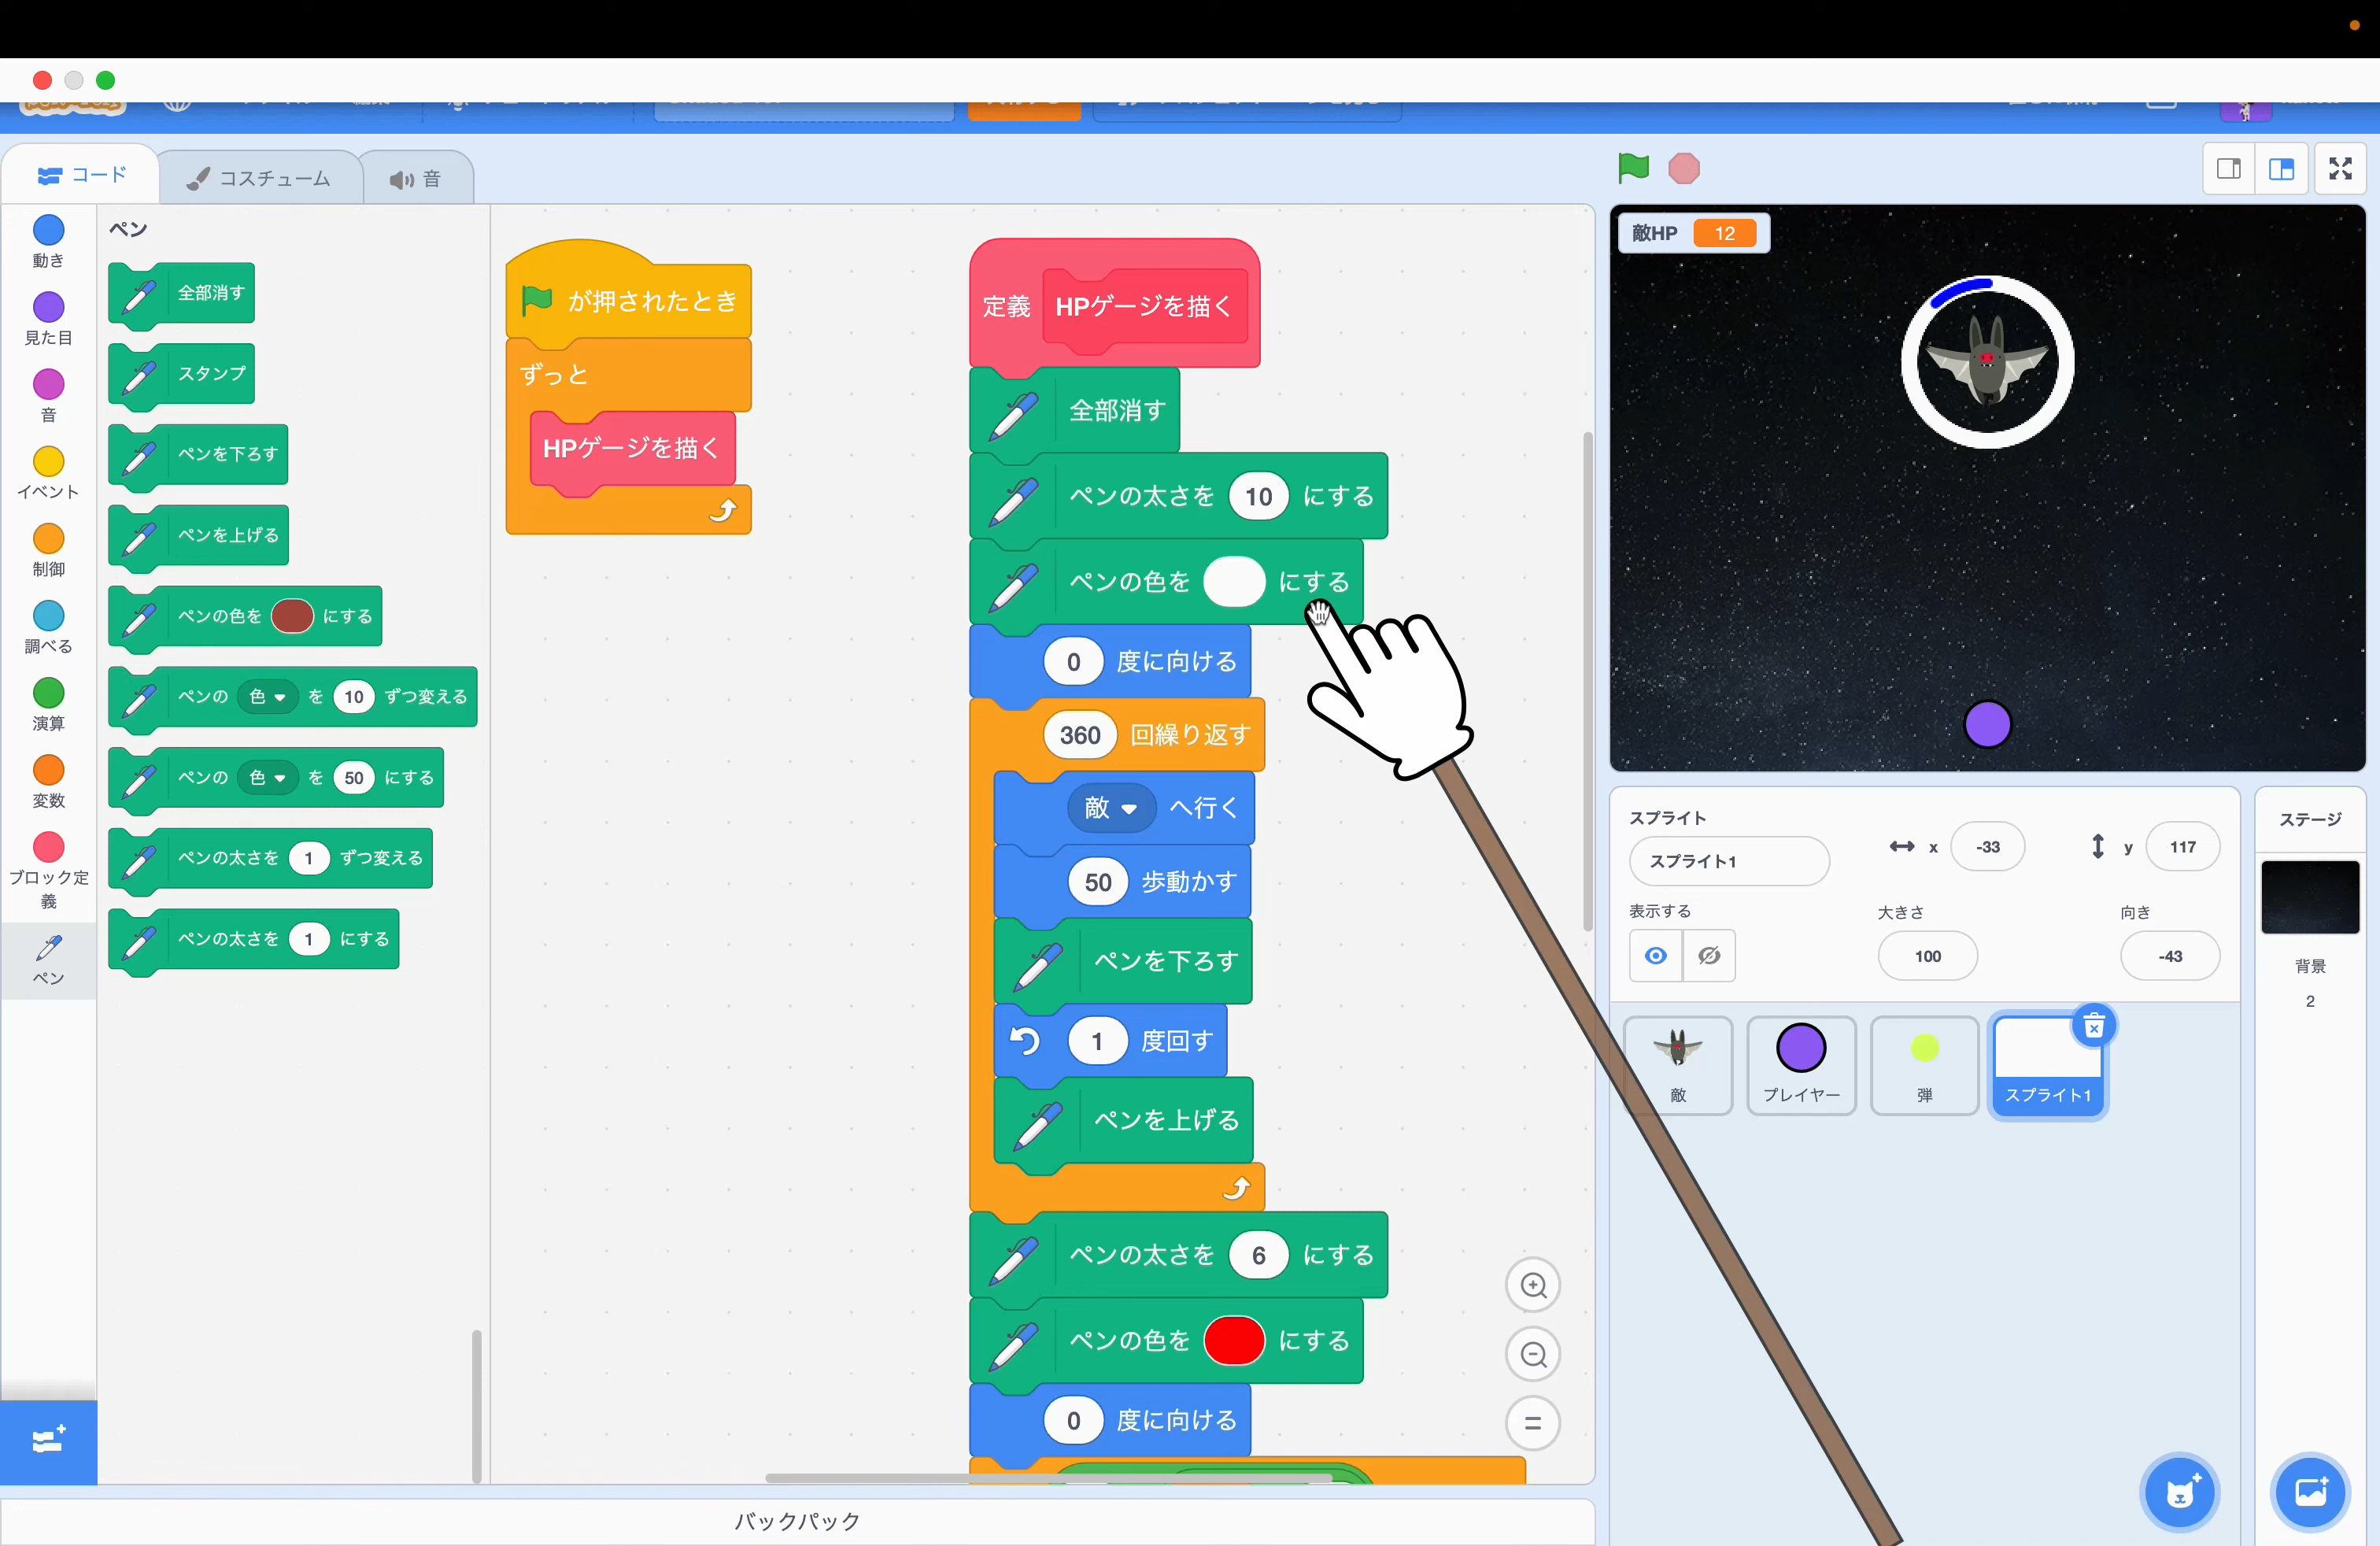 コード
コスチューム
音
動き
見た目
音
イベント
制御
調べる
演算
変数
ブロック定
義
ペン
ペン
全部消す
スタンプ
ペンを下ろす
ペンを上げる
ペンの色を にする
ペンの 色 を 10 ずつ変える
ペンの 色 を 50 にする
ペンの太さを 1 ずつ変える
ペンの太さを 1 にする
が押されたとき
ずっと
HPゲージを描く
定義 HPゲージを描く
全部消す
ペンの太さを 10 にする
ペンの色を にする
0 度に向ける
360 回繰り返す
敵 へ行く
50 歩動かす
ペンを下ろす
1 度回す
ペンを上げる
ペンの太さを 6 にする
ペンの色を にする
0 度に向ける
バックパック
敵HP 12
スプライト
スプライト1
x -33
y 117
表示する
大きさ
100
向き
-43
敵
プレイヤー
弾
スプライト1
ステージ
背景
2